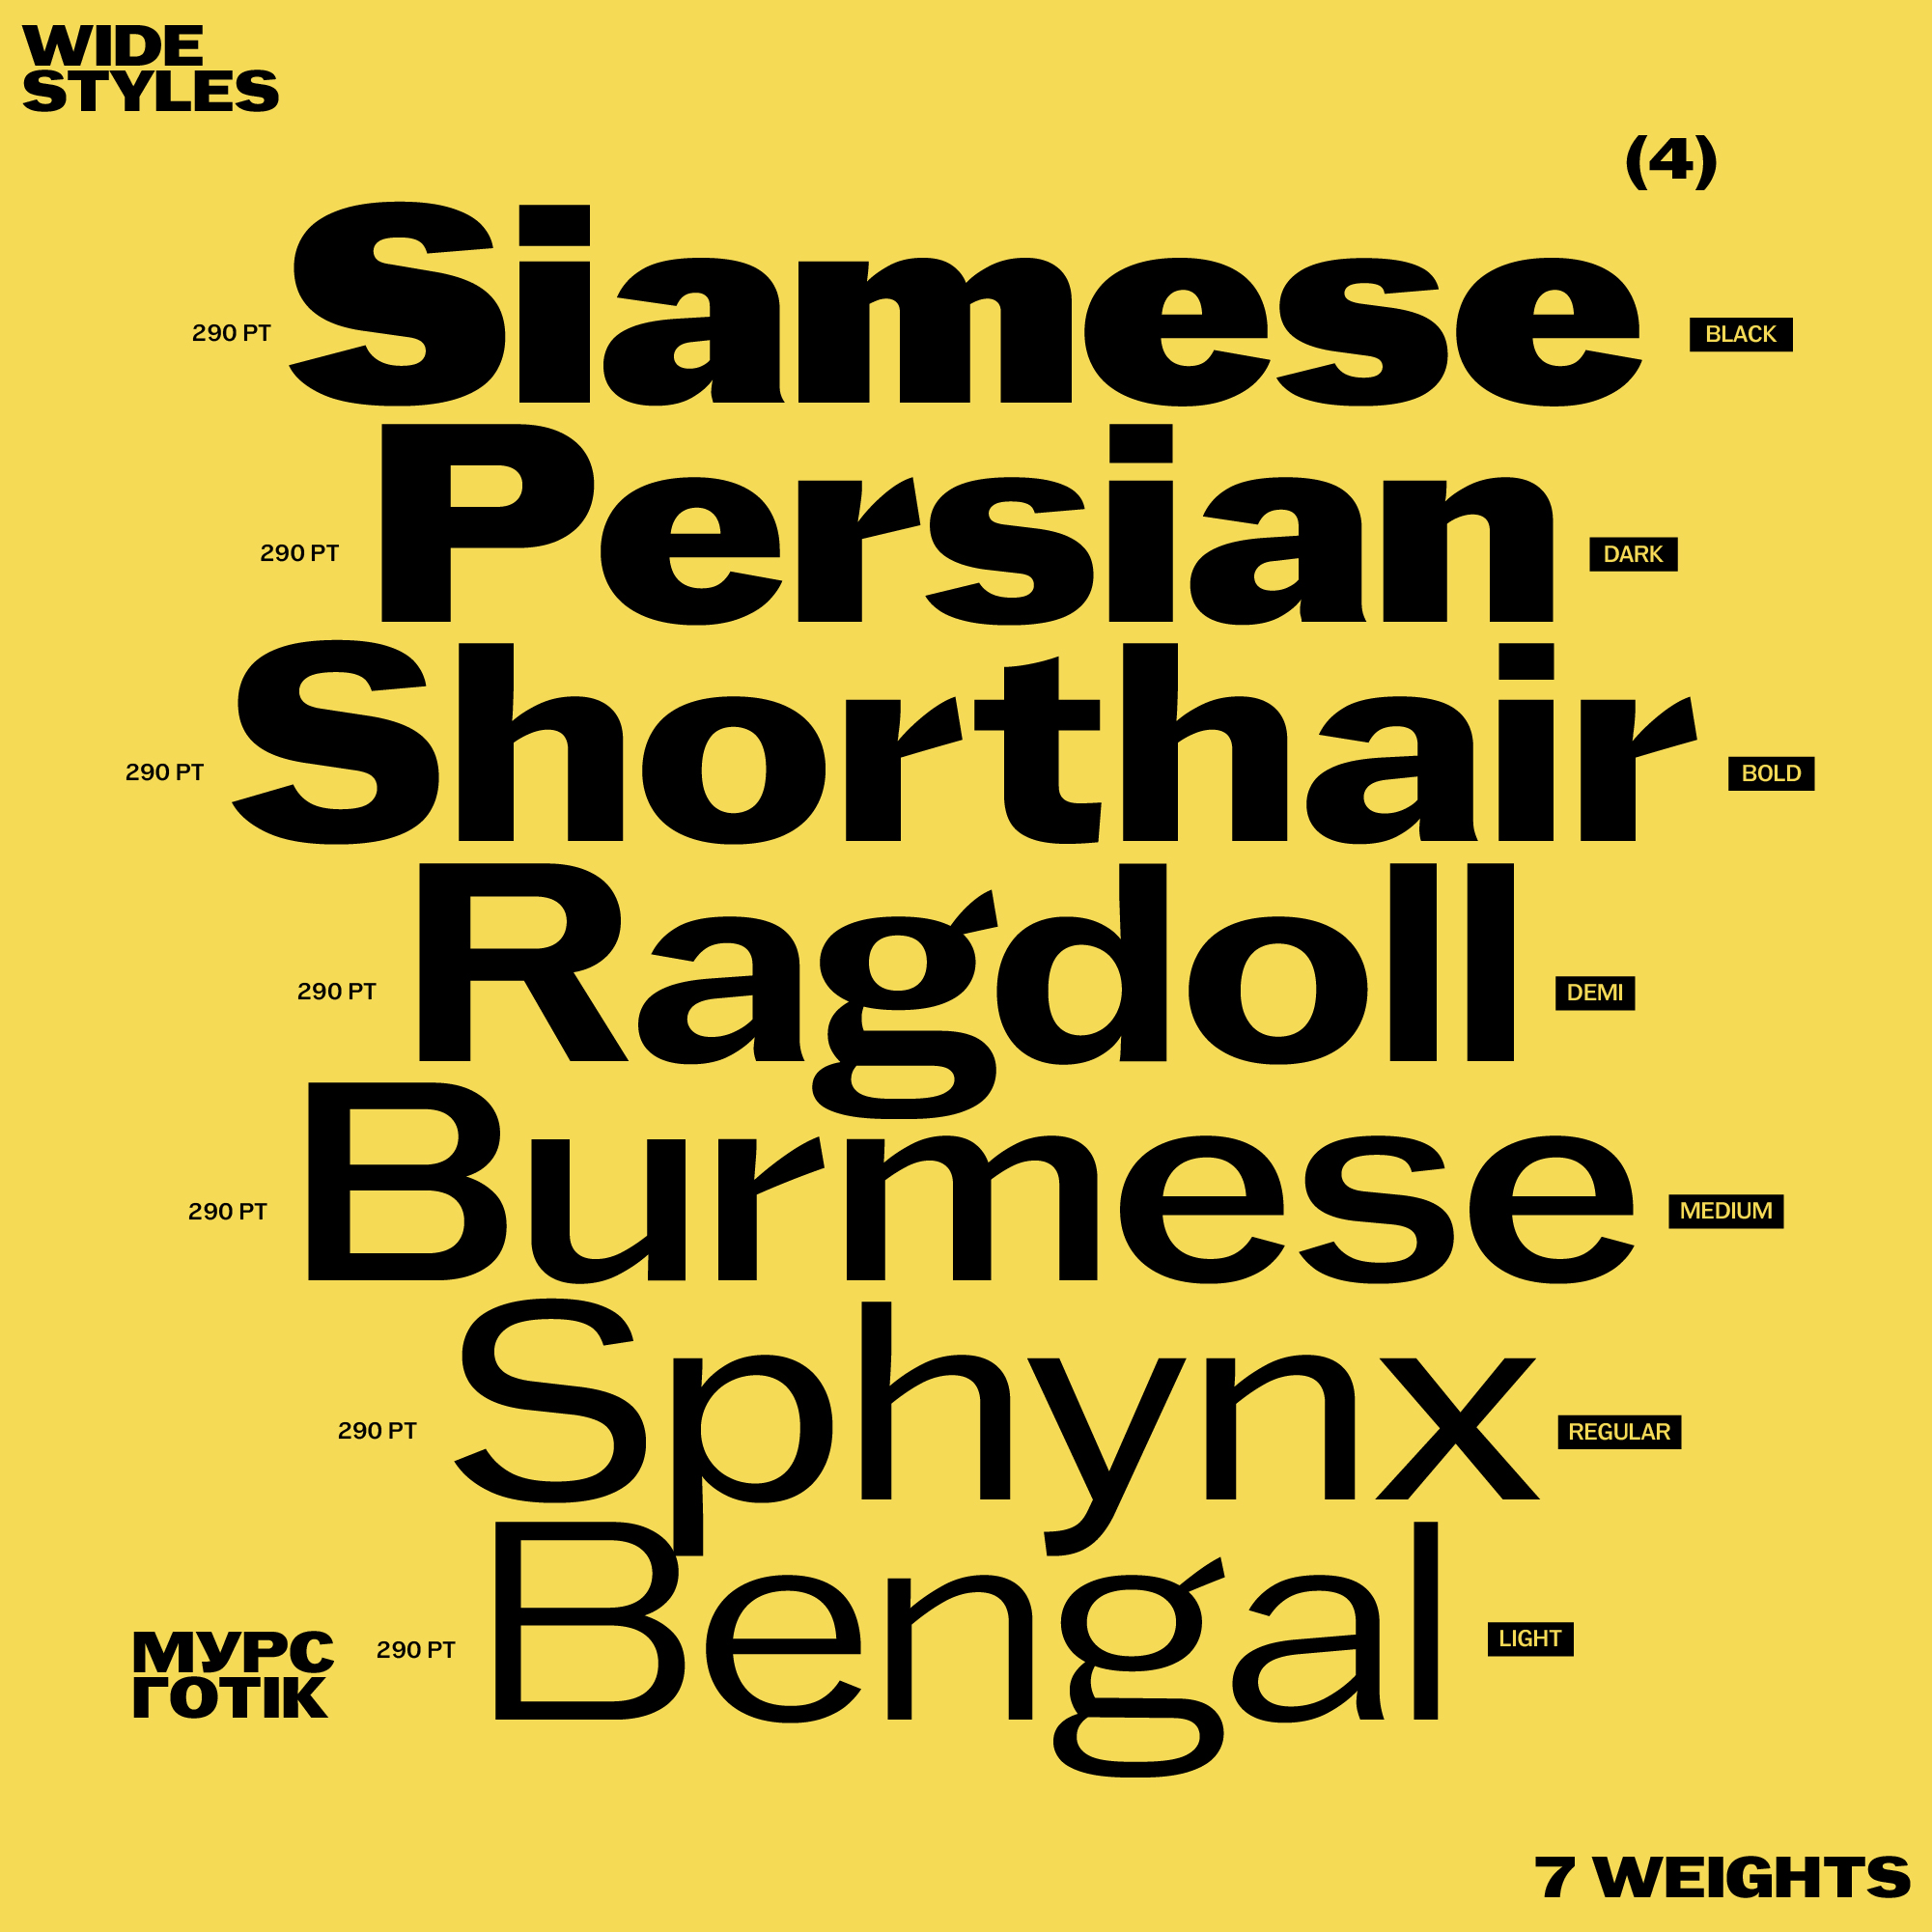 WIDE
STYLES
(4)
290 PT Siamese BLACK
290 PT Persian DARK
290 PT Shorthair BOLD
290 PT Ragdoll DEMI
290 PT Burmese MEDIUM
290 PT Sphynx REGULAR
290 PT Bengal LIGHT
МУРС
ГОТІК
7 WEIGHTS